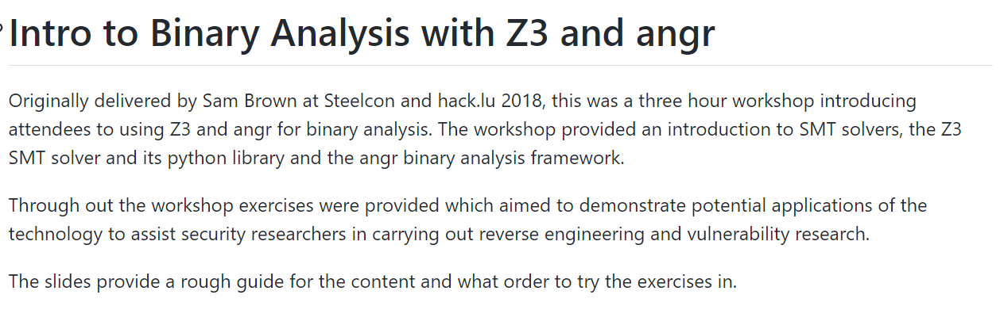 Intro to Binary Analysis with Z3 and angr
Originally delivered by Sam Brown at Steelcon and hack.lu 2018, this was a three hour workshop introducing
attendees to using Z3 and angr for binary analysis. The workshop provided an introduction to SMT solvers, the Z3
SMT solver and its python library and the angr binary analysis framework.
Through out the workshop exercises were provided which aimed to demonstrate potential applications of the
technology to assist security researchers in carrying out reverse engineering and vulnerability research.
The slides provide a rough guide for the content and what order to try the exercises in.